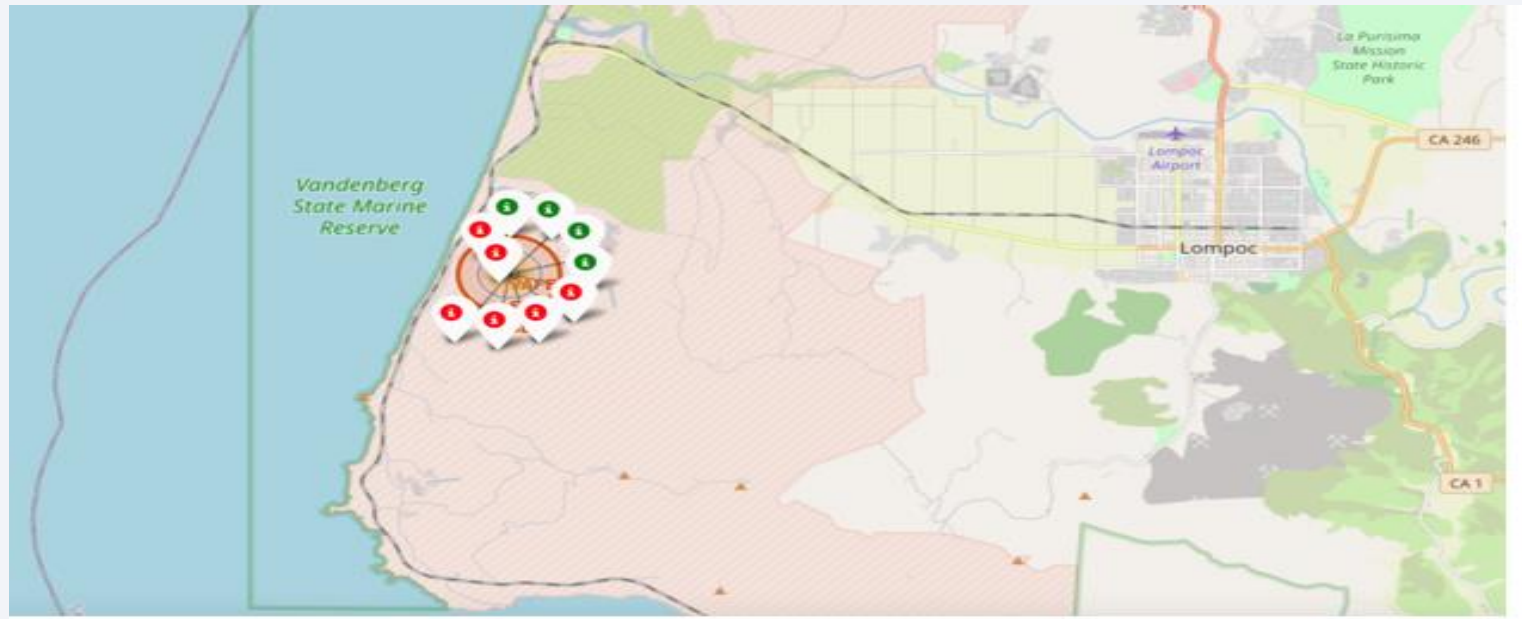 La Purisima
Mission
State Historic
Park
CA 246
Lompoc
Airport
Vandenberg
State Marine
Reserve
Lompoc
CA 1